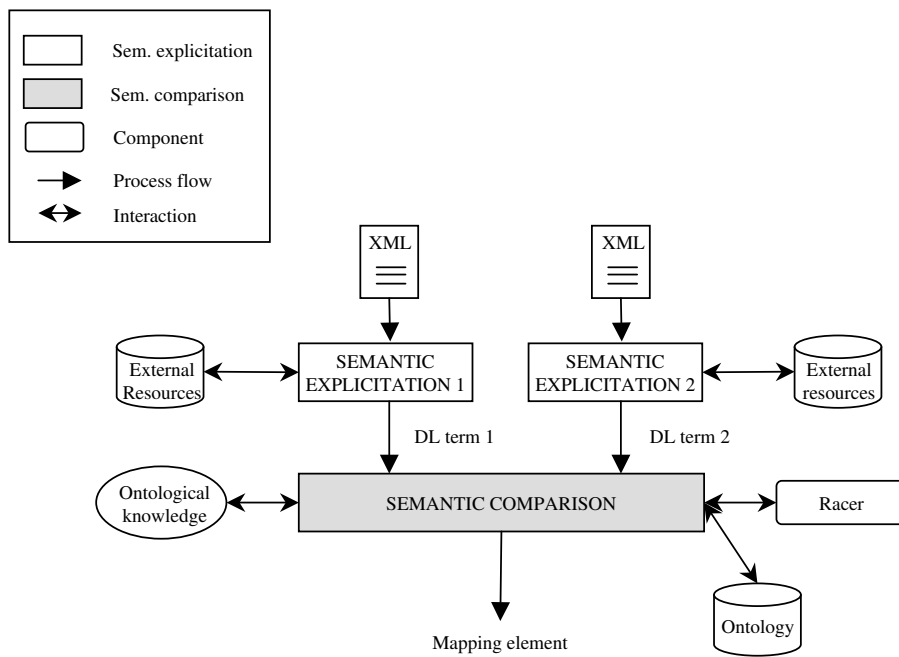 Sem. explicitation
Sem. comparison
Component
Process flow
Interaction
XML
XML
SEMANTIC
EXPLICITATION 1
SEMANTIC
EXPLICITATION 2
External
Resources
External
resources
DL term 1
DL term 2
Ontological
knowledge
SEMANTIC COMPARISON
Racer
Ontology
Mapping element